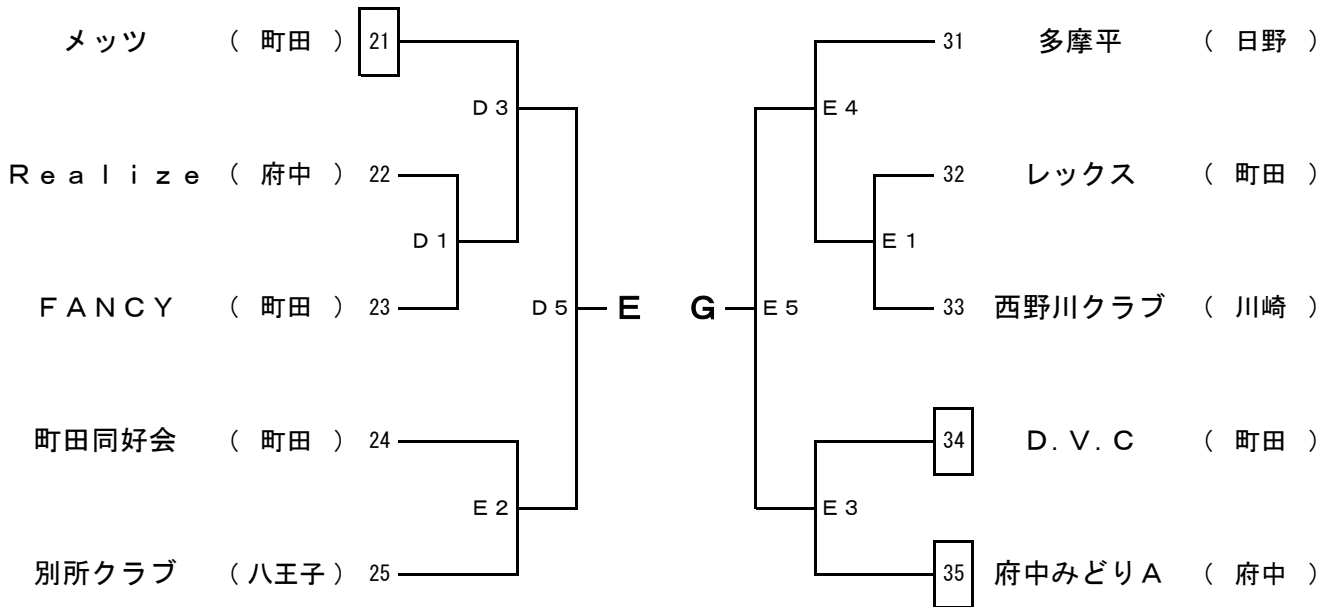 メッツ （ 町田 ） 21 31 多摩平 （ 日野 ）
D3 E4
Realize （ 府中 ） 22 32 レックス （ 町田 ）
D1 E1
FANCY （ 町田 ） 23 D5 E G E5 33 西野川クラブ （ 川崎 ）
町田同好会 （ 町田 ） 24 34 D.V.C （ 町田 ）
E2 E3
別所クラブ （ 八王子 ） 25 35 府中みどりA （ 府中 ）